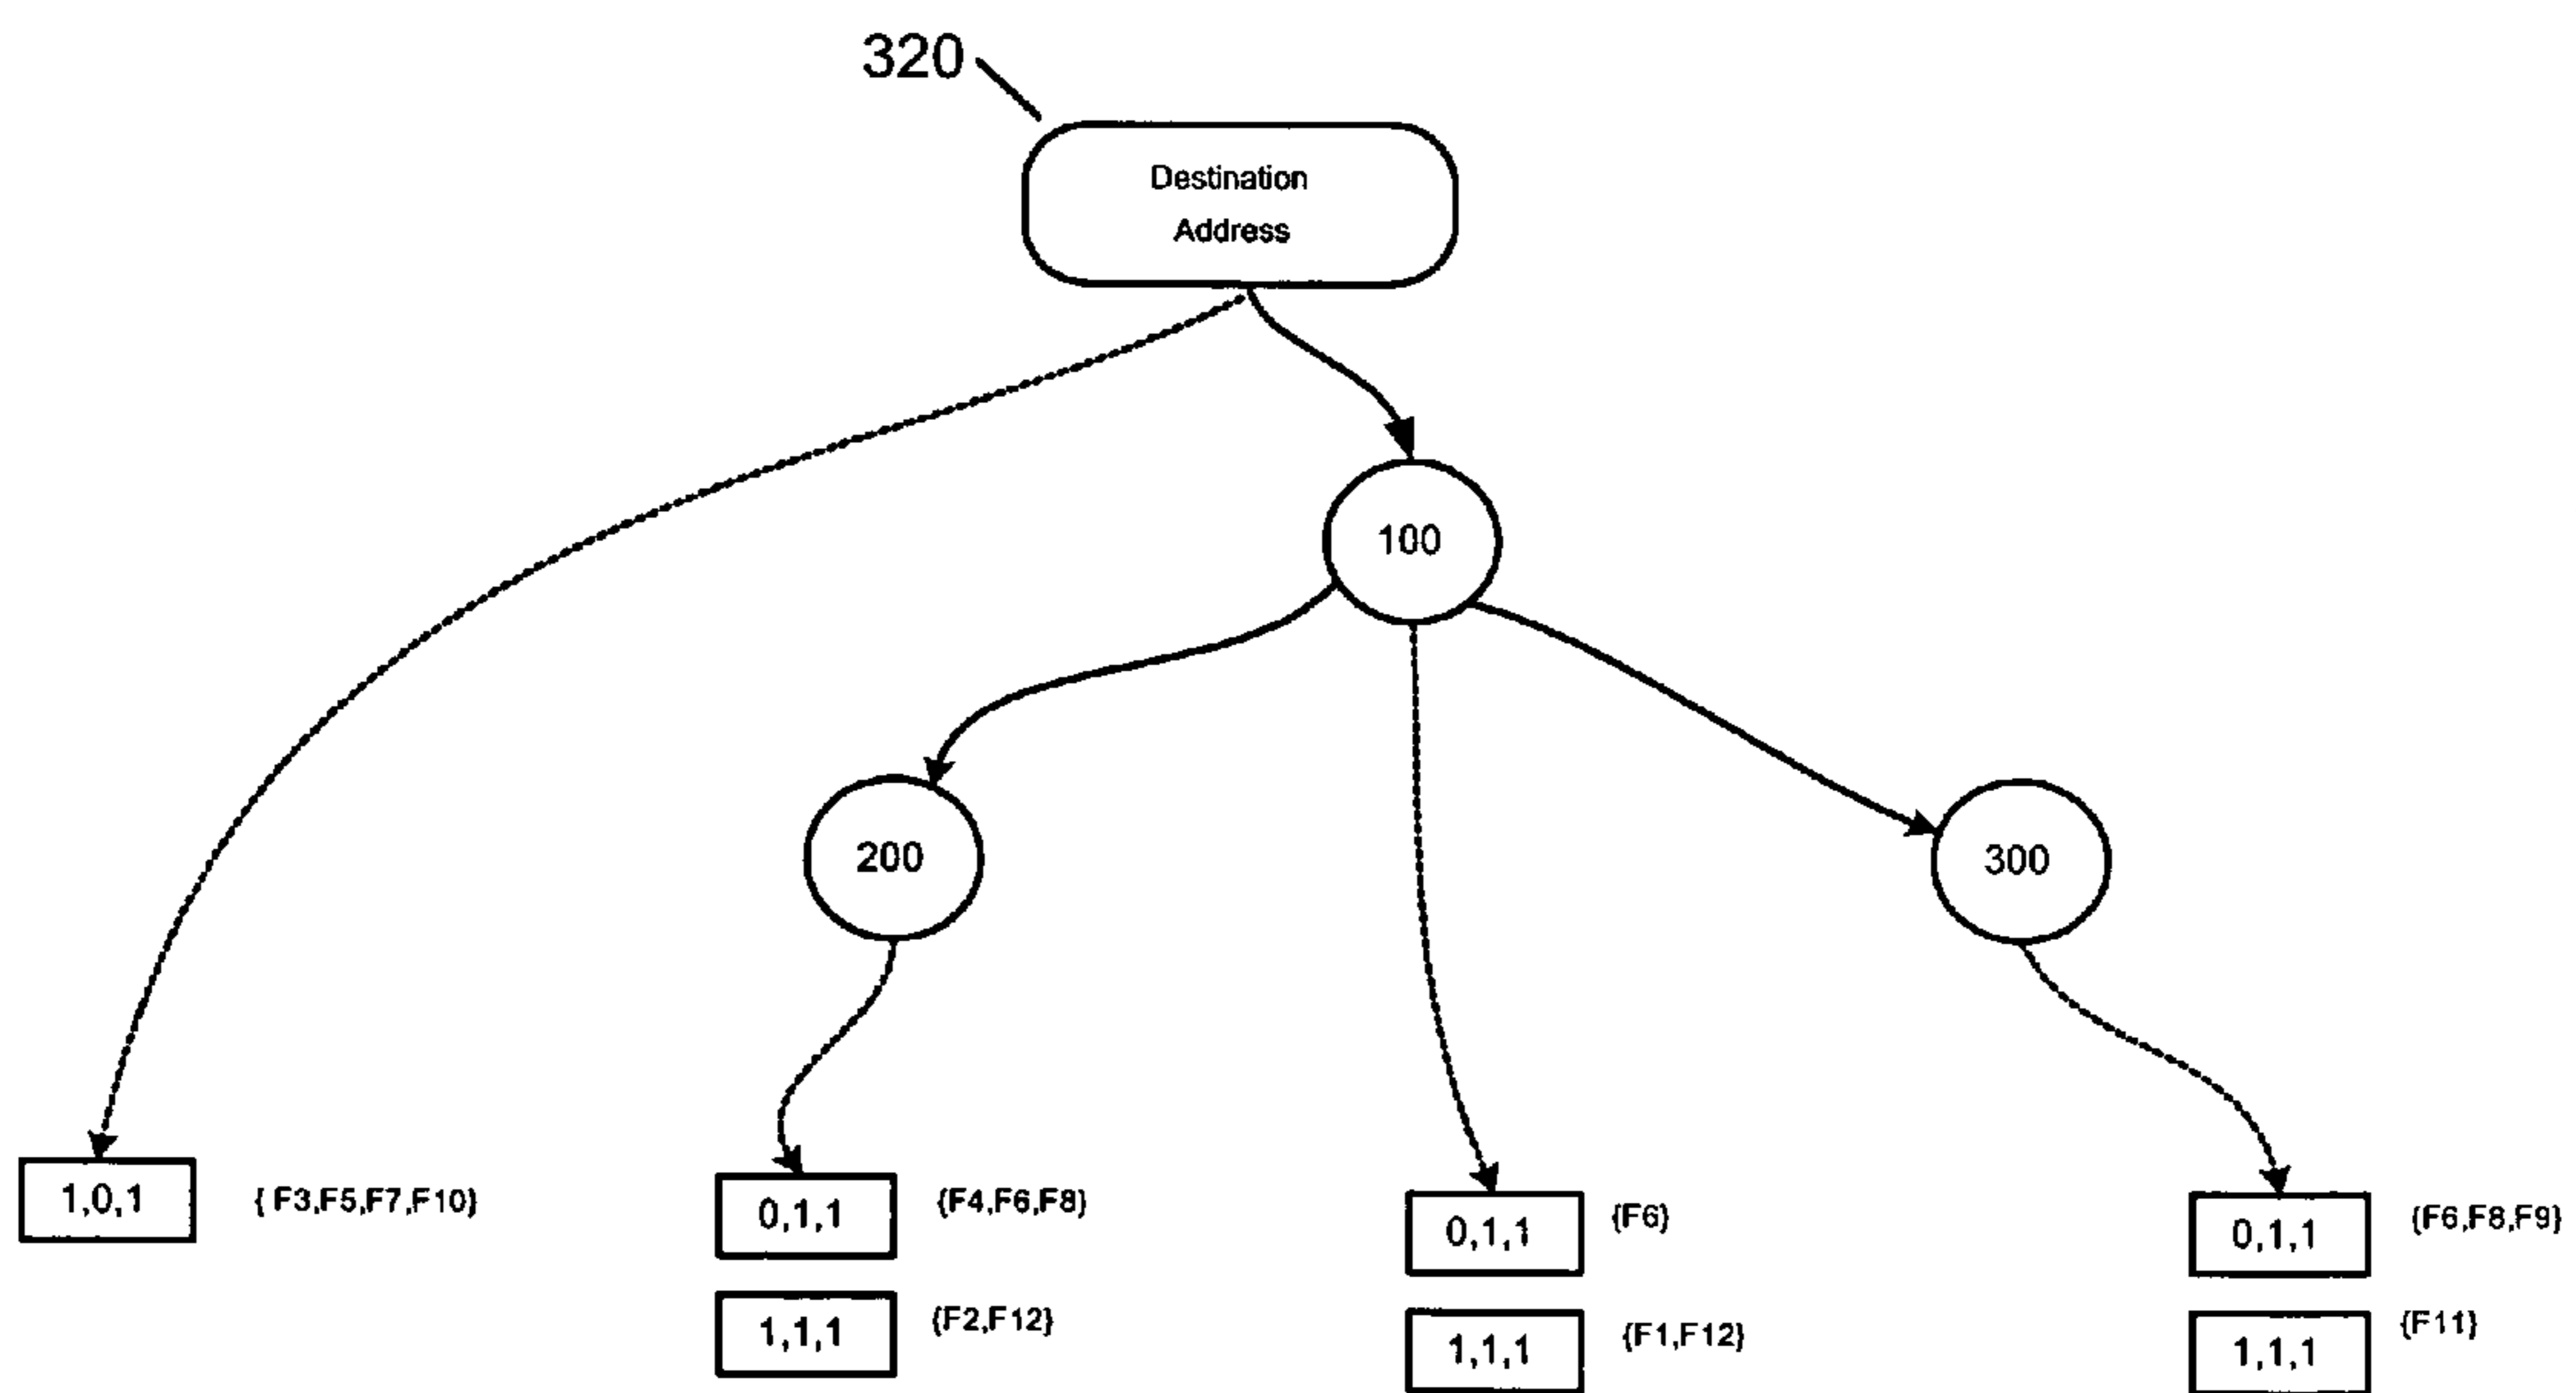 320
Destination
Address
100
200
300
1,0,1
{ F3,F5,F7,F10}
0,1,1
{F4,F6,F8}
1,1,1
{F2,F12}
0,1,1
{F6}
1,1,1
{F1,F12}
0,1,1
{F6,F8,F9}
1,1,1
{F11}